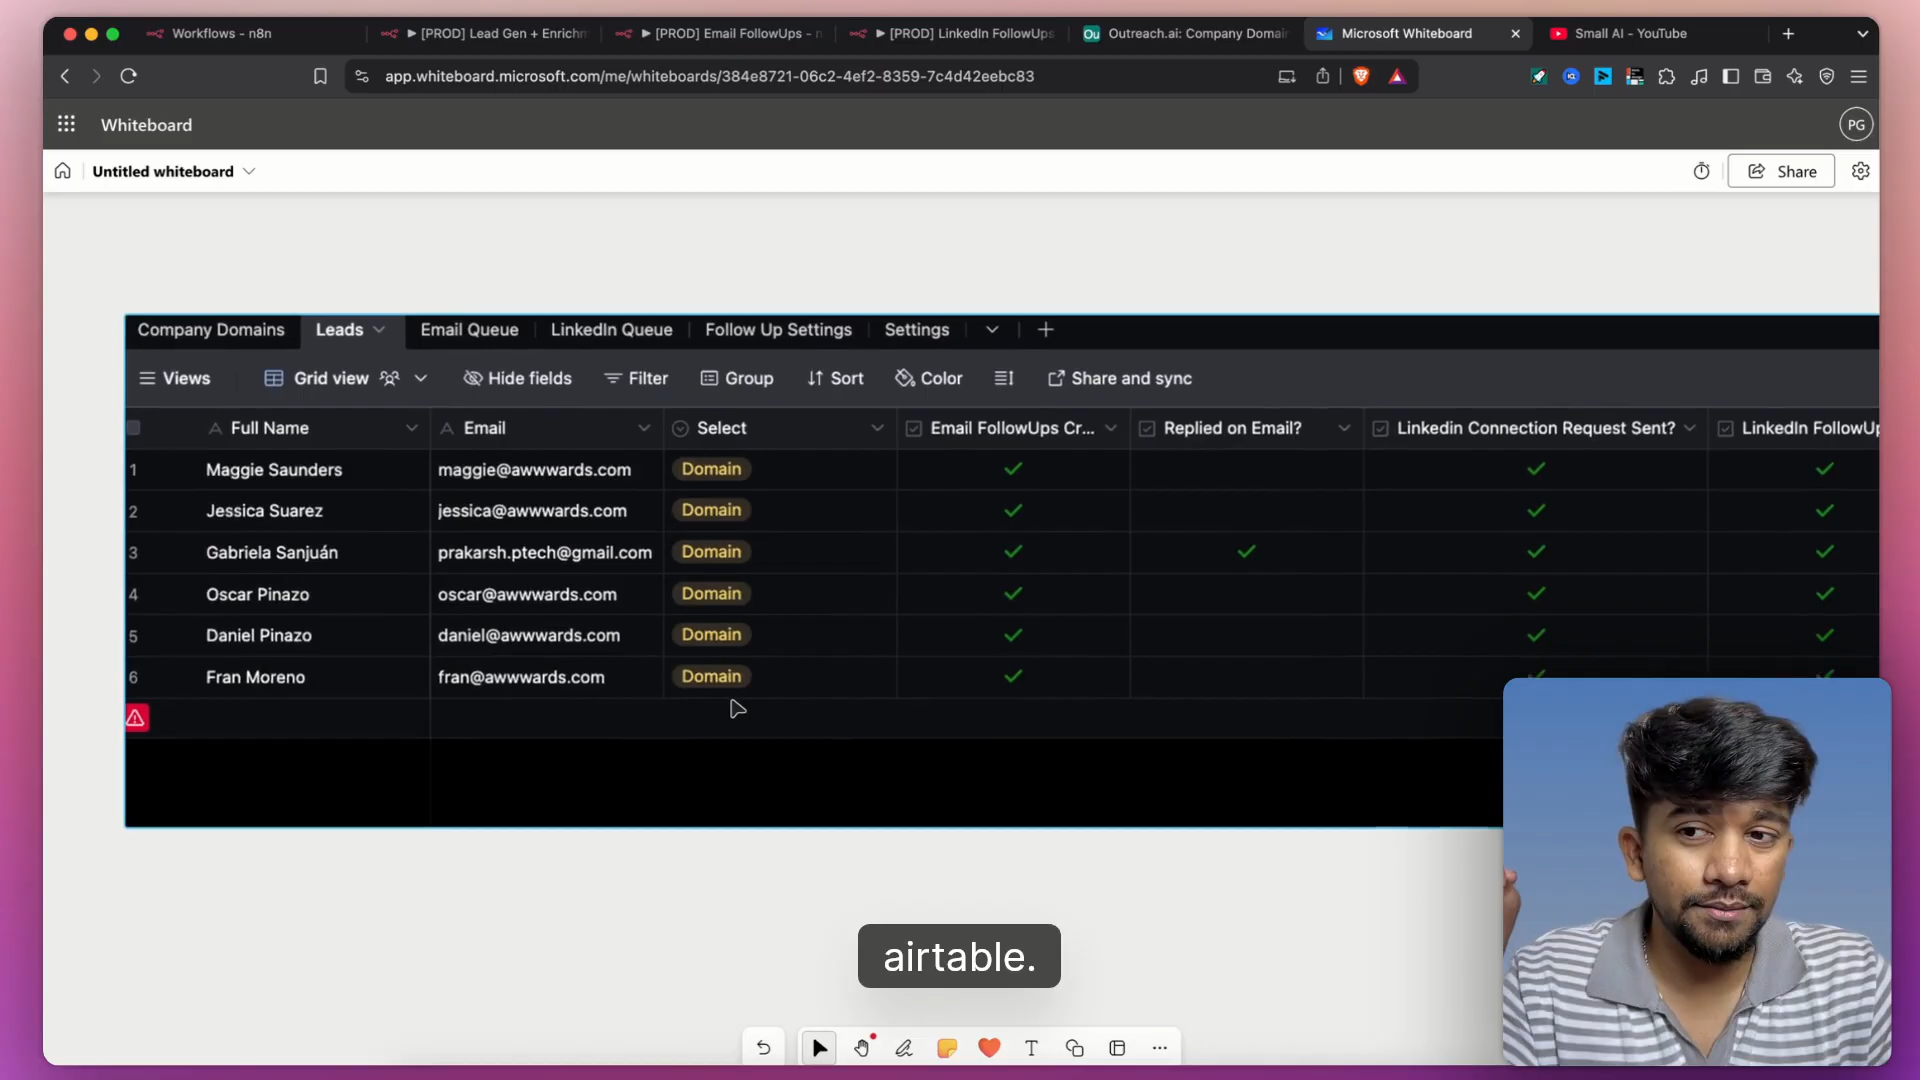 Workflows - n8n
[PROD] Lead Gen + Enrichm
[PROD] Email FollowUps - n
[PROD] LinkedIn FollowUps
Ou
Outreach.ai: Company Domai
Microsoft Whiteboard
Small AI - YouTube
app.whiteboard.microsoft.com/me/whiteboards/384e8721-06c2-4ef2-8359-7c4d42eebc83
Whiteboard
PG
Untitled whiteboard
Share
Company Domains
Leads
Email Queue
LinkedIn Queue
Follow Up Settings
Settings
Views
Grid view
Hide fields
Filter
Group
Sort
Color
Share and sync
Full Name Email Select Email FollowUps Cr... Replied on Email? Linkedin Connection Request Sent? LinkedIn FollowUp
1 Maggie Saunders maggie@awwwards.com Domain
2 Jessica Suarez jessica@awwwards.com Domain
3 Gabriela Sanjuán prakarsh.ptech@gmail.com Domain
4 Oscar Pinazo oscar@awwwards.com Domain
5 Daniel Pinazo daniel@awwwards.com Domain
6 Fran Moreno fran@awwwards.com Domain
airtable.